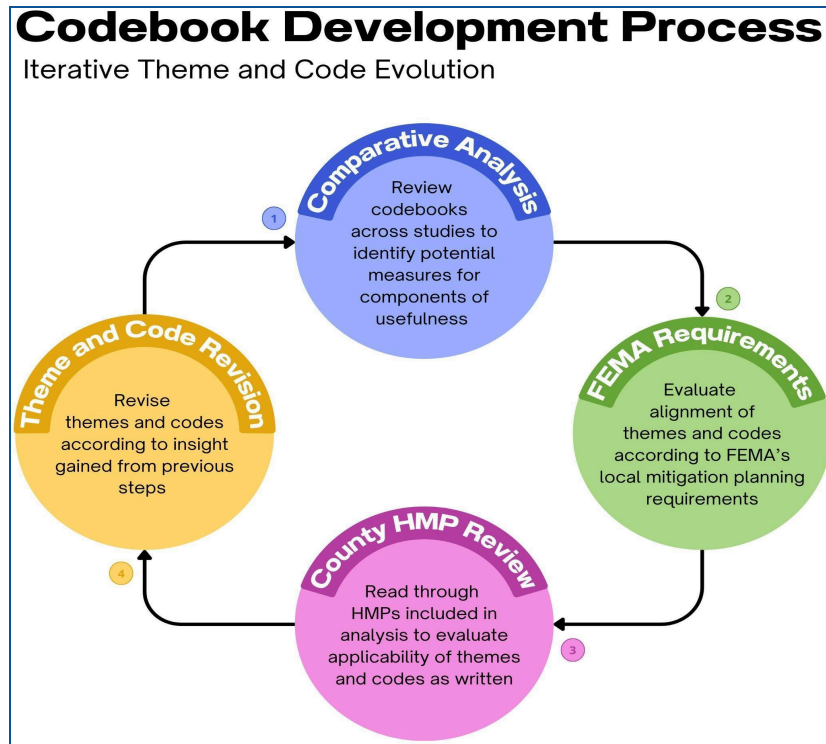 Codebook Development Process
Iterative Theme and Code Evolution
1
Comparative Analysis
Review
codebooks
across studies to
identify potential
measures for
components of
usefulness
2
FEMA Requirements
Evaluate
alignment of
themes and codes
according to FEMA’s
local mitigation planning
requirements
3
County HMP Review
Read through
HMPs included in
analysis to evaluate
applicability of themes
and codes as written
4
Theme and Code Revision
Revise
themes and codes
according to insight
gained from previous
steps